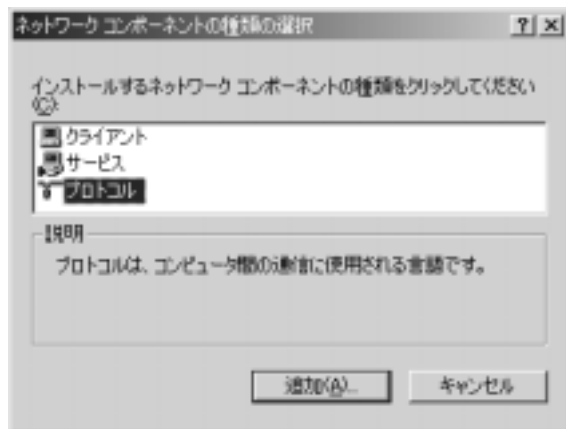 ネットワーク コンポーネントの種類の選択
インストールするネットワーク コンポーネントの種類をクリックしてください
(C):
クライアント
サービス
プロトコル
説明
プロトコルは、コンピュータ間の通信に使用される言語です。
追加(A)...
キャンセル